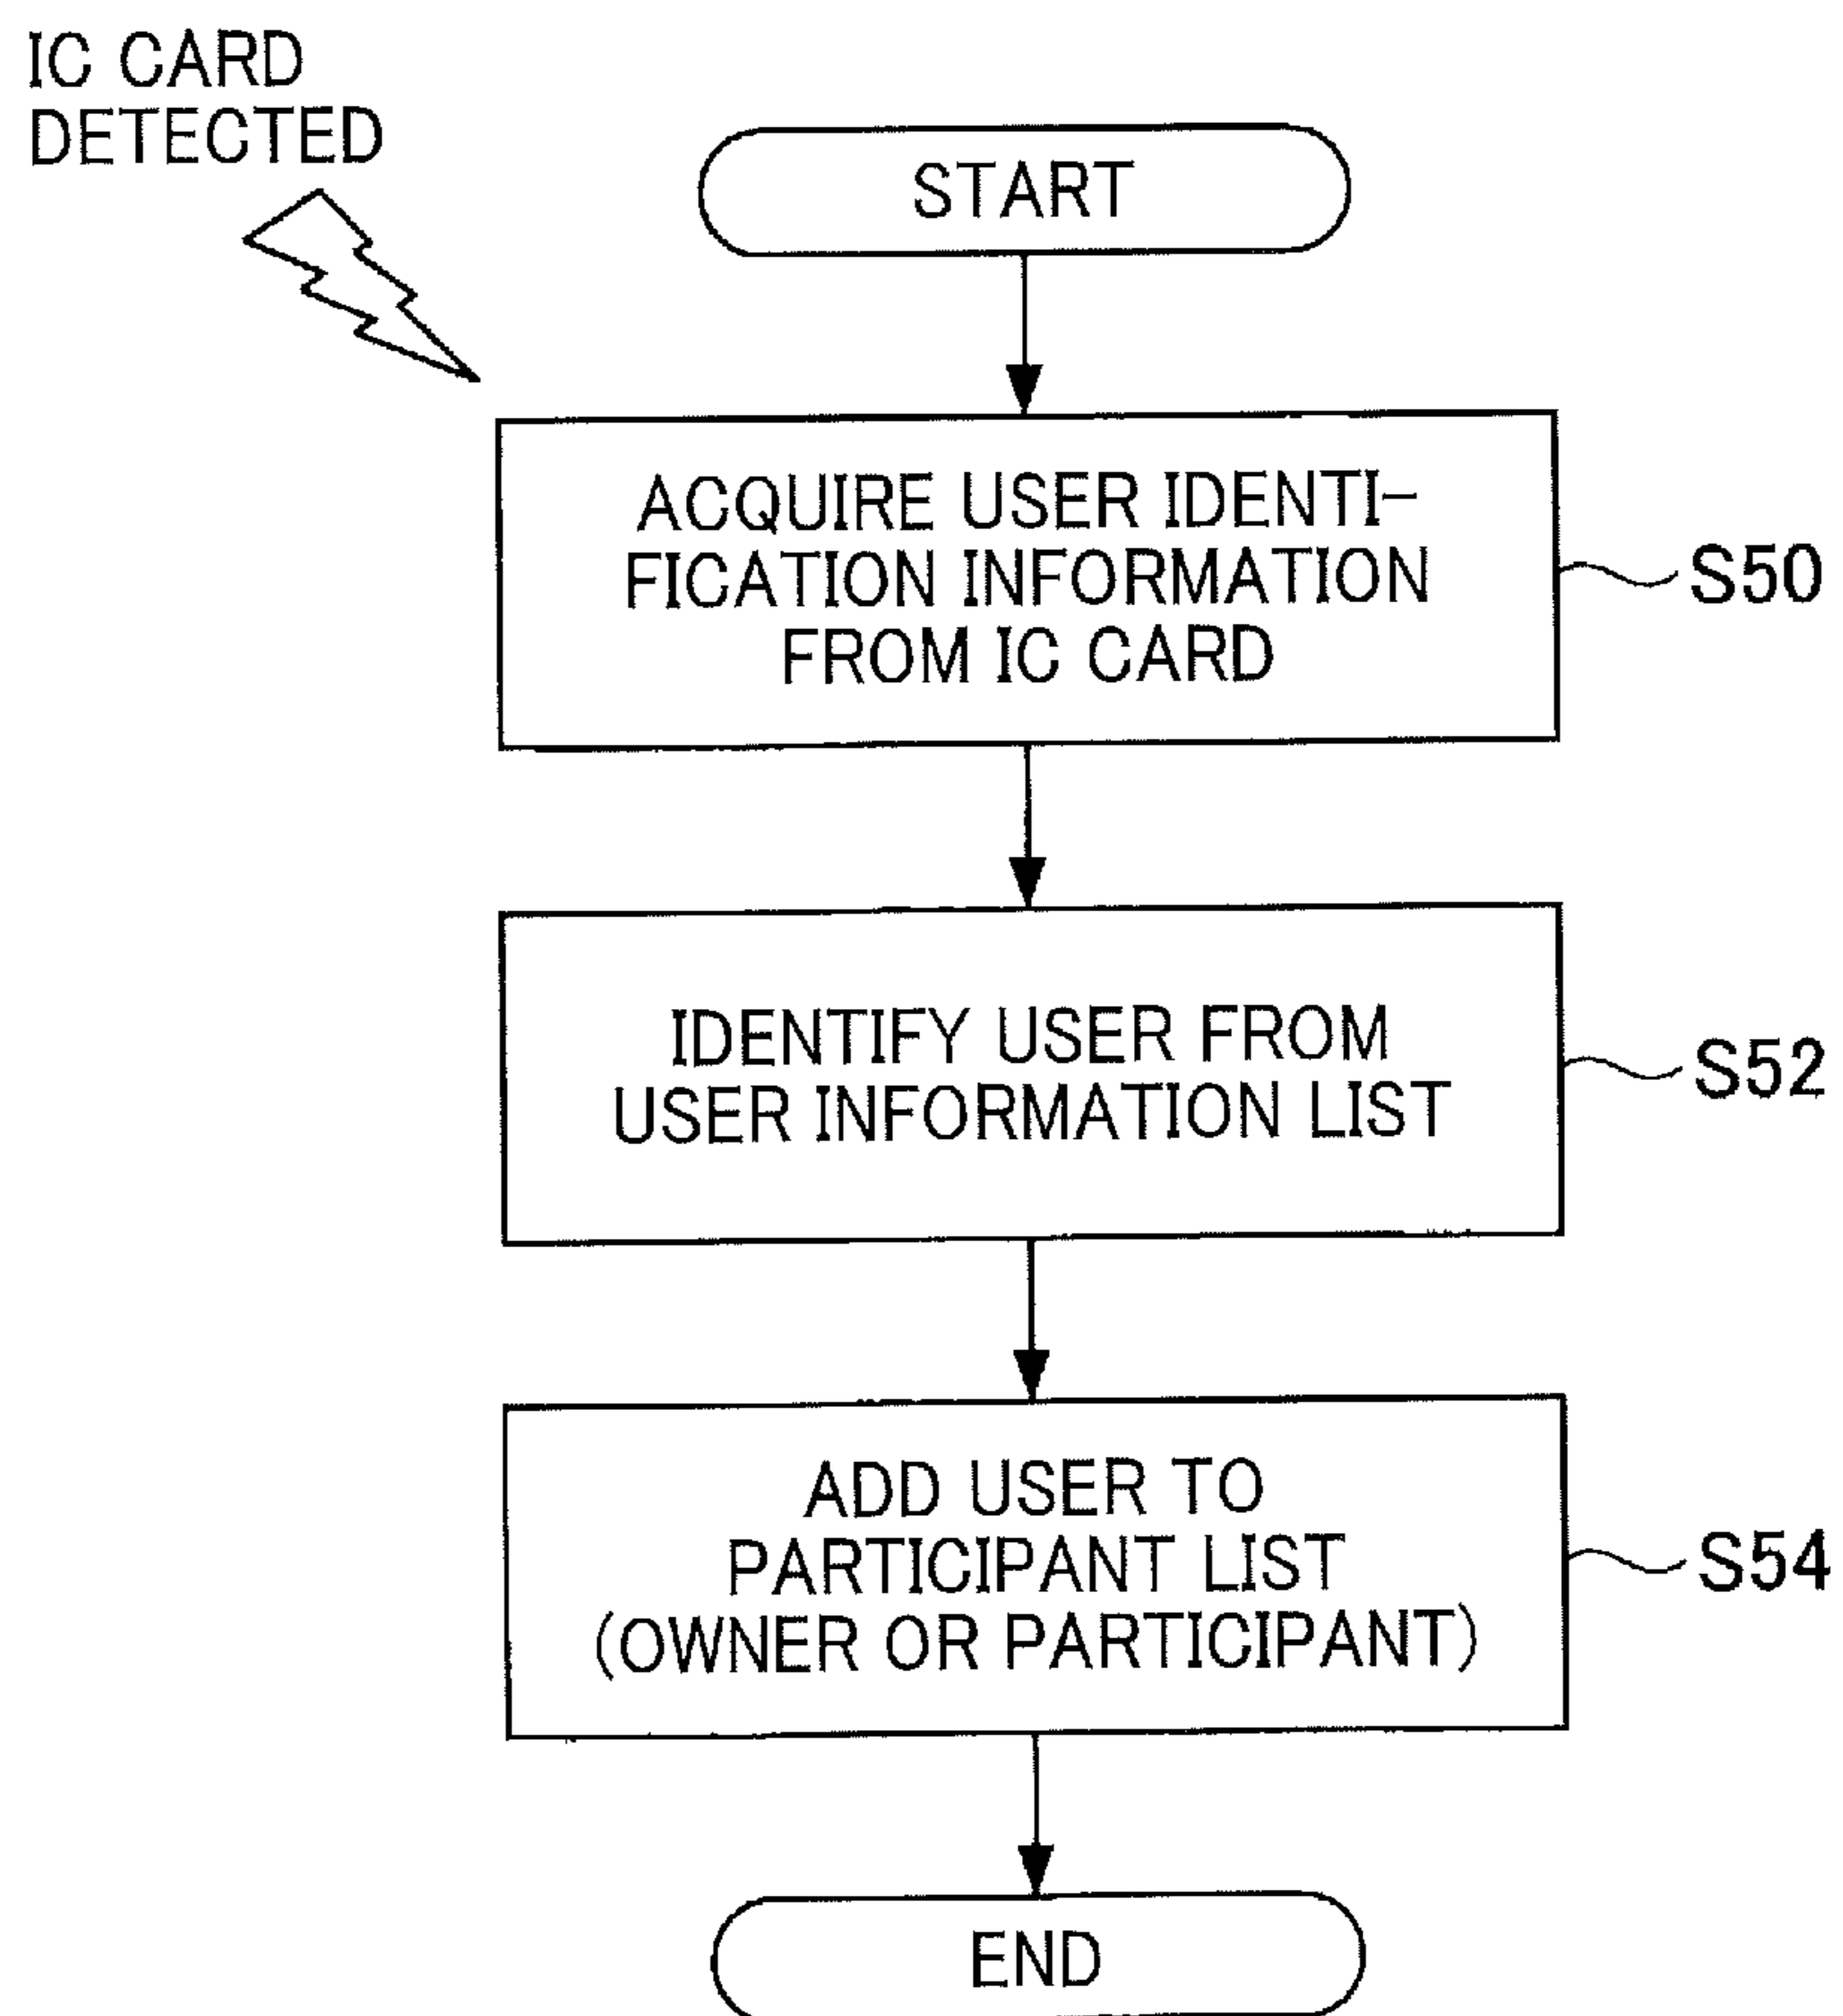 IC CARD
DETECTED
START
ACQUIRE USER IDENTI-
FICATION INFORMATION
FROM IC CARD
S50
IDENTIFY USER FROM
USER INFORMATION LIST
S52
ADD USER TO
PARTICIPANT LIST
(OWNER OR PARTICIPANT)
S54
END